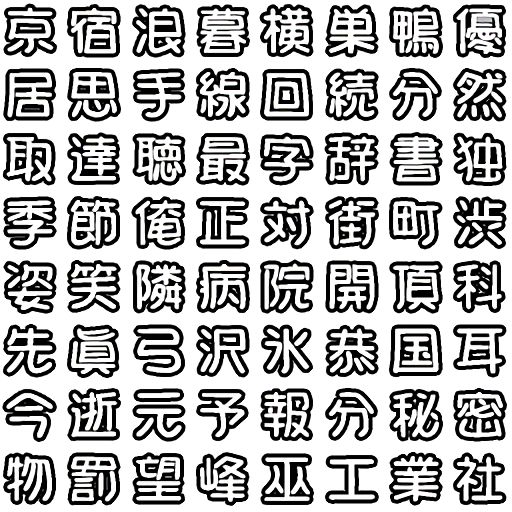 京宿浪暮横巣鴨優
居思手線回続分然
取達聴最字辞書独
季節俺正対街町渋
姿笑隣病院開頂科
先眞弓沢氷恭国耳
今逝元予報分秘密
物罰望峰巫工業社